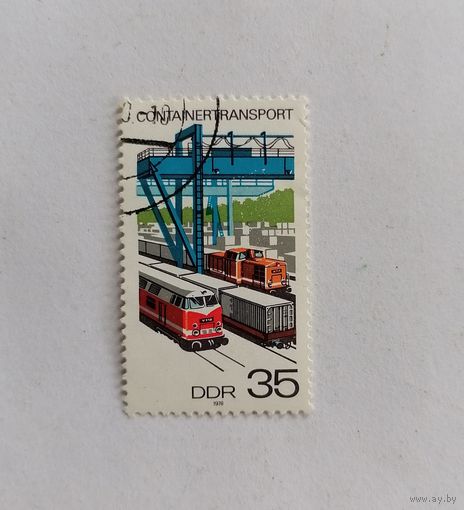 CONTAINERTRANSPORT
DDR 35
1978
www.ay.by